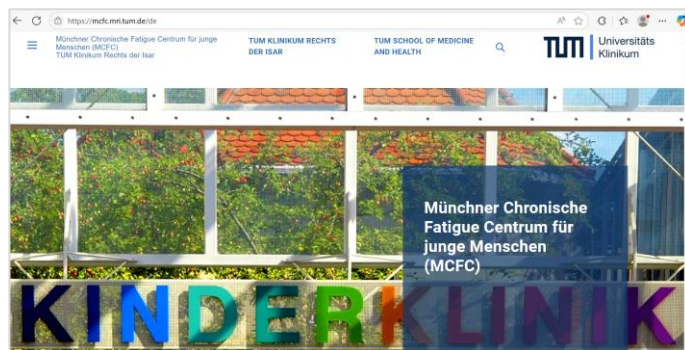 https://mcfc.mri.tum.de/de
Münchner Chronische Fatigue Centrum für junge
Menschen (MCFC)
TUM Klinikum Rechts der Isar
TUM KLINIKUM RECHTS
DER ISAR
TUM SCHOOL OF MEDICINE
AND HEALTH
TUM
Universitäts
Klinikum
Münchner Chronische
Fatigue Centrum für
junge Menschen
(MCFC)
KINDERKLINIK